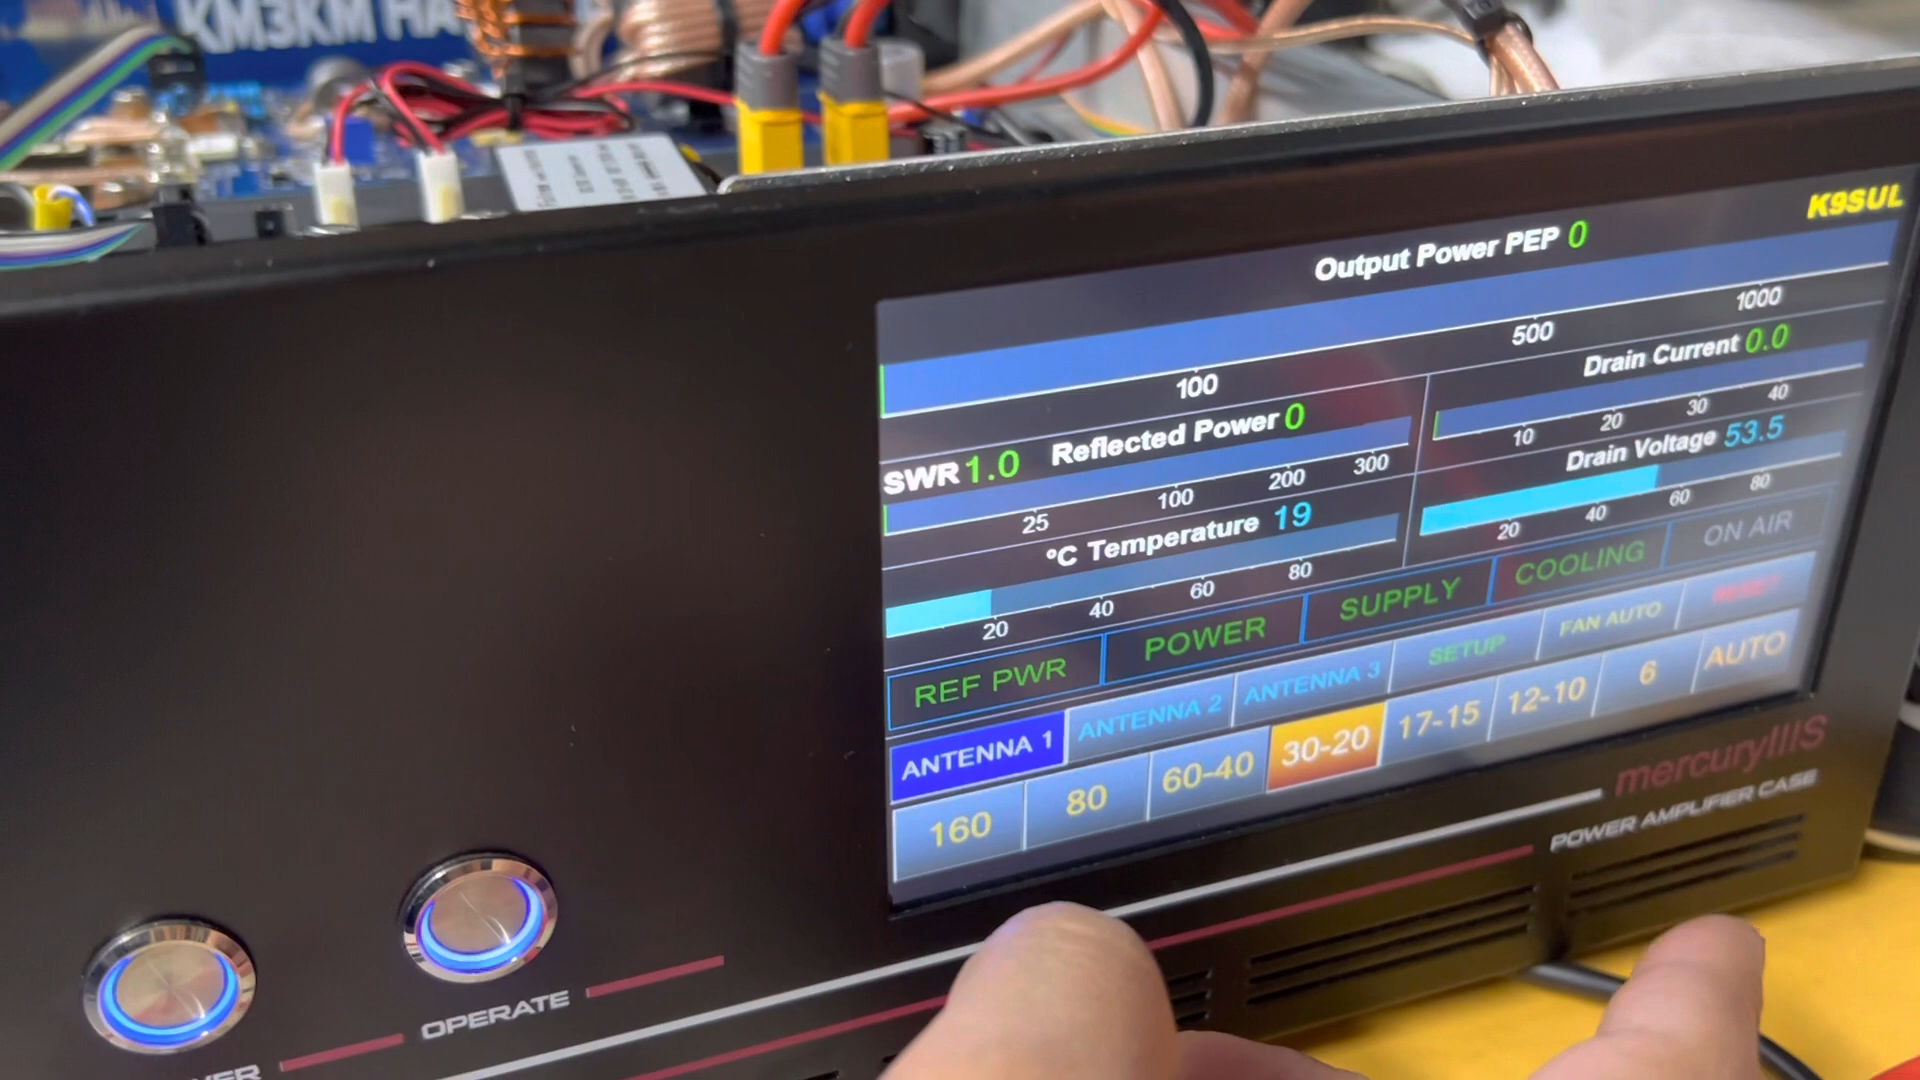 KM3KM HA
K9SUL
Output Power PEP 0
100 500 1000
SWR 1.0 Reflected Power 0
25 100 200 300
Drain Current 0.0
10 20 30 40
Drain Voltage 53.5
20 40 60 80
°C Temperature 19
20 40 60 80
REF PWR POWER SUPPLY COOLING ON AIR
ANTENNA 1 ANTENNA 2 ANTENNA 3 SETUP FAN AUTO RESET
160 80 60-40 30-20 17-15 12-10 6 AUTO
mercuryIIIS
POWER AMPLIFIER CASE
OPERATE
WER